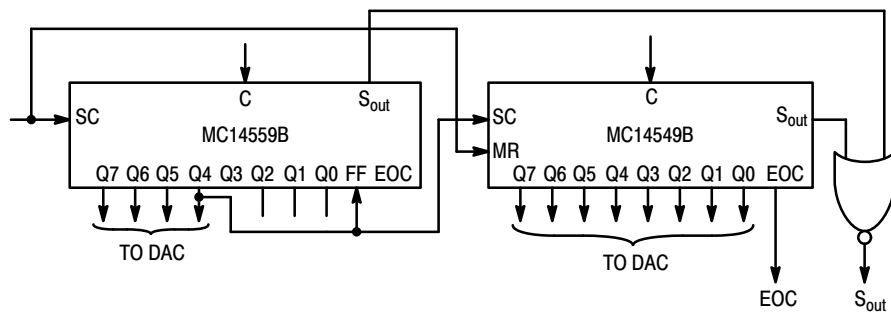 C
S_out
SC
MC14559B
Q7 Q6 Q5 Q4 Q3 Q2 Q1 Q0 FF EOC
TO DAC
C
SC
S_out
MC14549B
MR
Q7 Q6 Q5 Q4 Q3 Q2 Q1 Q0 EOC
TO DAC
EOC
S_out